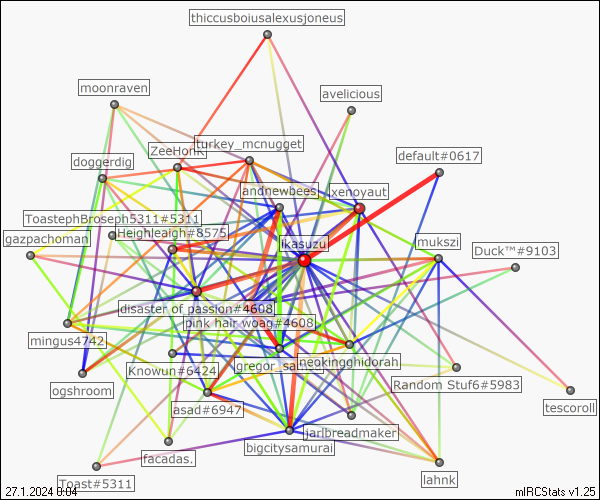 thiccusboiusalexusjoneus
moonraven
avelicious
turkey_mcnugget
ZeeHonk
default#0617
doggerdig
andnewbees
xenoyaut
ToastephBroseph5311#5311
Heighleigh#8575
gazpachoman
ikasuzu
mukszi
Duck™#9103
disaster of passion#4608
pink hair woag#4608
mingus4742
neokingghidorah
Knowun#6424
ogshroom
Random Stuf6#5983
asad#6947
tescoroll
jarlbreadmaker
bigcitysamurai
facadas.
Toast#5311
lahnk
27.1.2024 0:04
mIRCStats v1.25